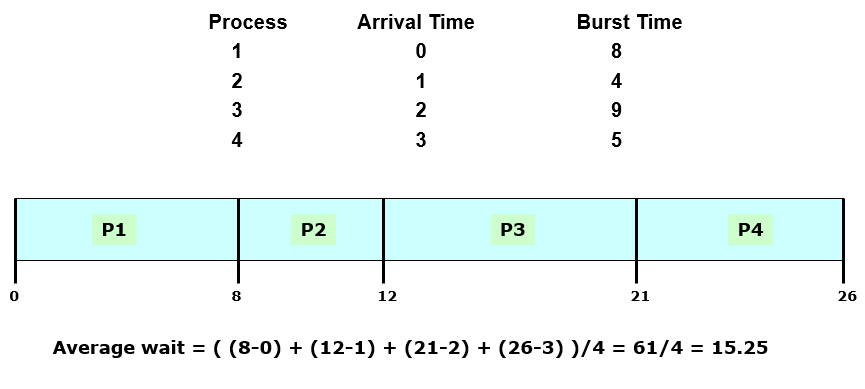 Process Arrival Time Burst Time
1 0 8
2 1 4
3 2 9
4 3 5
P1 P2 P3 P4
0 8 12 21 26
Average wait = ( (8-0) + (12-1) + (21-2) + (26-3) )/4 = 61/4 = 15.25